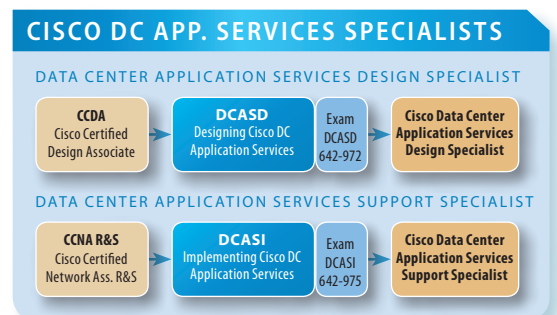 CISCO DC APP. SERVICES SPECIALISTS
DATA CENTER APPLICATION SERVICES DESIGN SPECIALIST
CCDA
Cisco Certified
Design Associate
DCASD
Designing Cisco DC
Application Services
Exam
DCASD
642-972
Cisco Data Center
Application Services
Design Specialist
DATA CENTER APPLICATION SERVICES SUPPORT SPECIALIST
CCNA R&S
Cisco Certified
Network Ass. R&S
DCASI
Implementing Cisco DC
Application Services
Exam
DCASI
642-975
Cisco Data Center
Application Services
Support Specialist